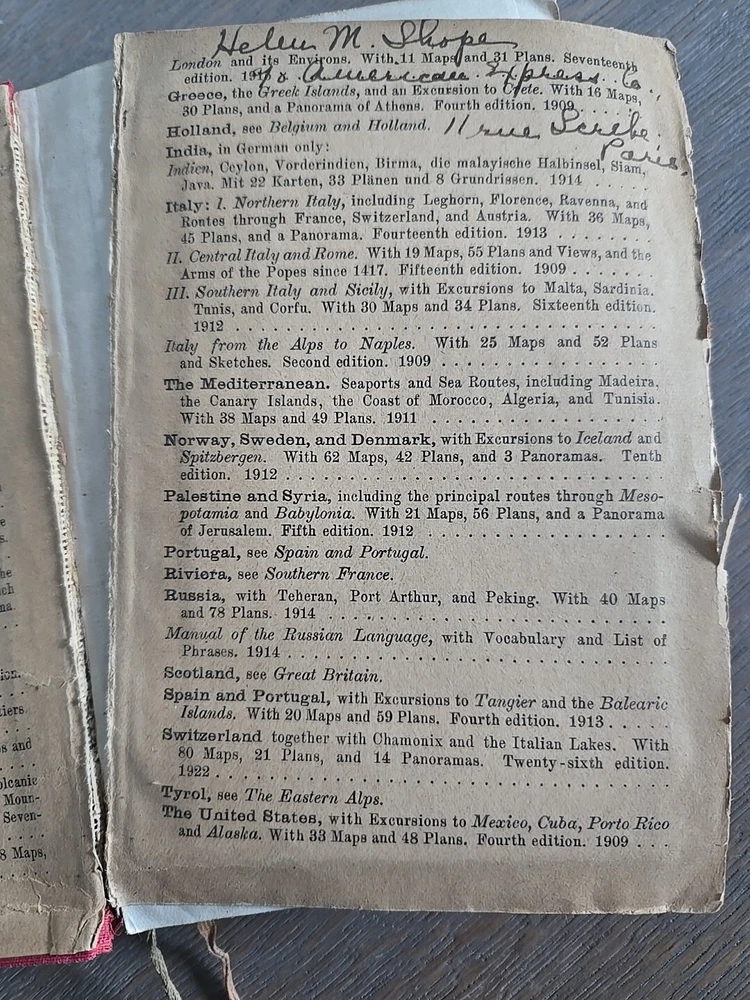 Helen M. Shope
London and its Environs. With 11 Maps and 31 Plans. Seventeenth
edition. 19
c/o American Express Co.,
Greece, the Greek Islands, and an Excursion to Crete. With 16 Maps,
30 Plans, and a Panorama of Athens. Fourth edition. 1909 . .
Holland, see Belgium and Holland.
11 rue Scribe.
India, in German only:
Paris.
Indien, Ceylon, Vorderindien, Birma, die malayische Halbinsel, Siam,
Java. Mit 22 Karten, 33 Plänen und 8 Grundrissen. 1914 . . . . .
Italy: I. Northern Italy, including Leghorn, Florence, Ravenna, and
Routes through France, Switzerland, and Austria. With 36 Maps,
45 Plans, and a Panorama. Fourteenth edition. 1913 . . . . . . . .
II. Central Italy and Rome. With 19 Maps, 55 Plans and Views, and the
Arms of the Popes since 1417. Fifteenth edition. 1909 . . . . . . .
III. Southern Italy and Sicily, with Excursions to Malta, Sardinia,
Tunis, and Corfu. With 30 Maps and 34 Plans. Sixteenth edition.
1912 . . . . . . . . . . . . . . . . . . . . . . . . . . . . . .
Italy from the Alps to Naples. With 25 Maps and 52 Plans
and Sketches. Second edition. 1909 . . . . . . . . . . . . . . . .
The Mediterranean. Seaports and Sea Routes, including Madeira,
the Canary Islands, the Coast of Morocco, Algeria, and Tunisia.
With 38 Maps and 49 Plans. 1911 . . . . . . . . . . . . . . . . .
Norway, Sweden, and Denmark, with Excursions to Iceland and
Spitzbergen. With 62 Maps, 42 Plans, and 3 Panoramas. Tenth
edition. 1912 . . . . . . . . . . . . . . . . . . . . . . . . . .
Palestine and Syria, including the principal routes through Meso-
potamia and Babylonia. With 21 Maps, 56 Plans, and a Panorama
of Jerusalem. Fifth edition. 1912 . . . . . . . . . . . . . . . . .
Portugal, see Spain and Portugal.
Riviera, see Southern France.
Russia, with Teheran, Port Arthur, and Peking. With 40 Maps
and 78 Plans. 1914 . . . . . . . . . . . . . . . . . . . . . . .
Manual of the Russian Language, with Vocabulary and List of
Phrases. 1914 . . . . . . . . . . . . . . . . . . . . . . . . . .
Scotland, see Great Britain.
Spain and Portugal, with Excursions to Tangier and the Balearic
Islands. With 20 Maps and 59 Plans. Fourth edition. 1913 . . . . .
Switzerland together with Chamonix and the Italian Lakes. With
80 Maps, 21 Plans, and 14 Panoramas. Twenty-sixth edition.
1922 . . . . . . . . . . . . . . . . . . . . . . . . . . . . . .
Tyrol, see The Eastern Alps.
The United States, with Excursions to Mexico, Cuba, Porto Rico
and Alaska. With 33 Maps and 48 Plans. Fourth edition. 1909 . . .
s and
Moun-
Seven-
8 Maps,